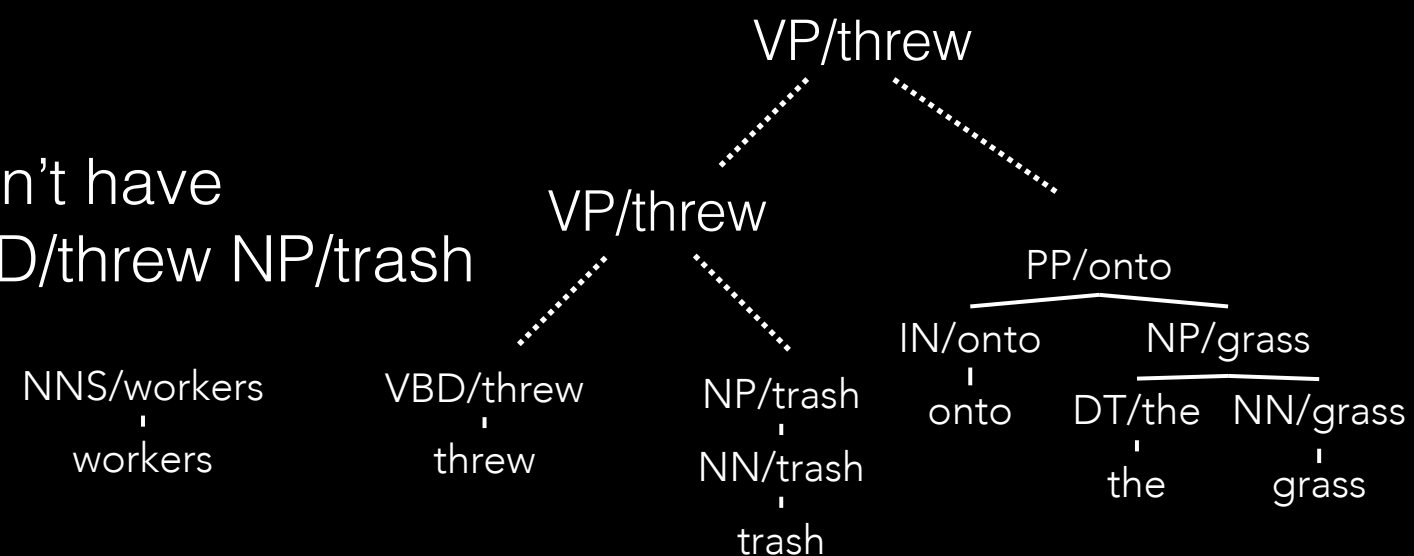 VP/threw
n't have
VP/threw
D/threw NP/trash
PP/onto
IN/onto NP/grass
NNS/workers VBD/threw NP/trash onto DT/the NN/grass
workers threw NN/trash the grass
trash